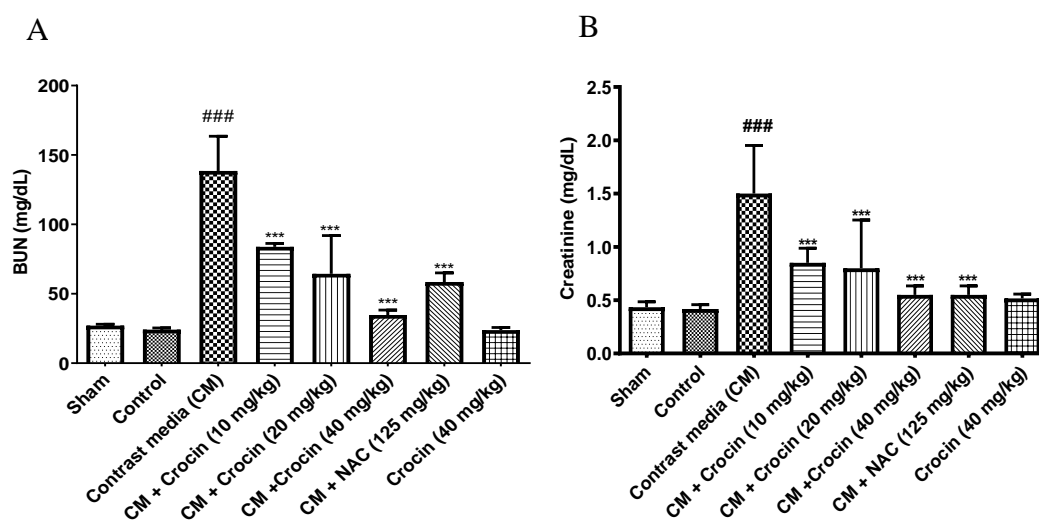 A
BUN (mg/dL)
200
150
100
50
0
###
***
***
***
***
Sham
Control
Contrast media (CM)
CM + Crocin (10 mg/kg)
CM + Crocin (20 mg/kg)
CM +Crocin (40 mg/kg)
CM + NAC (125 mg/kg)
Crocin (40 mg/kg)
B
Creatinine (mg/dL)
2.5
2.0
1.5
1.0
0.5
0.0
###
***
***
***
***
Sham
Control
Contrast media (CM)
CM + Crocin (10 mg/kg)
CM + Crocin (20 mg/kg)
CM +Crocin (40 mg/kg)
CM + NAC (125 mg/kg)
Crocin (40 mg/kg)